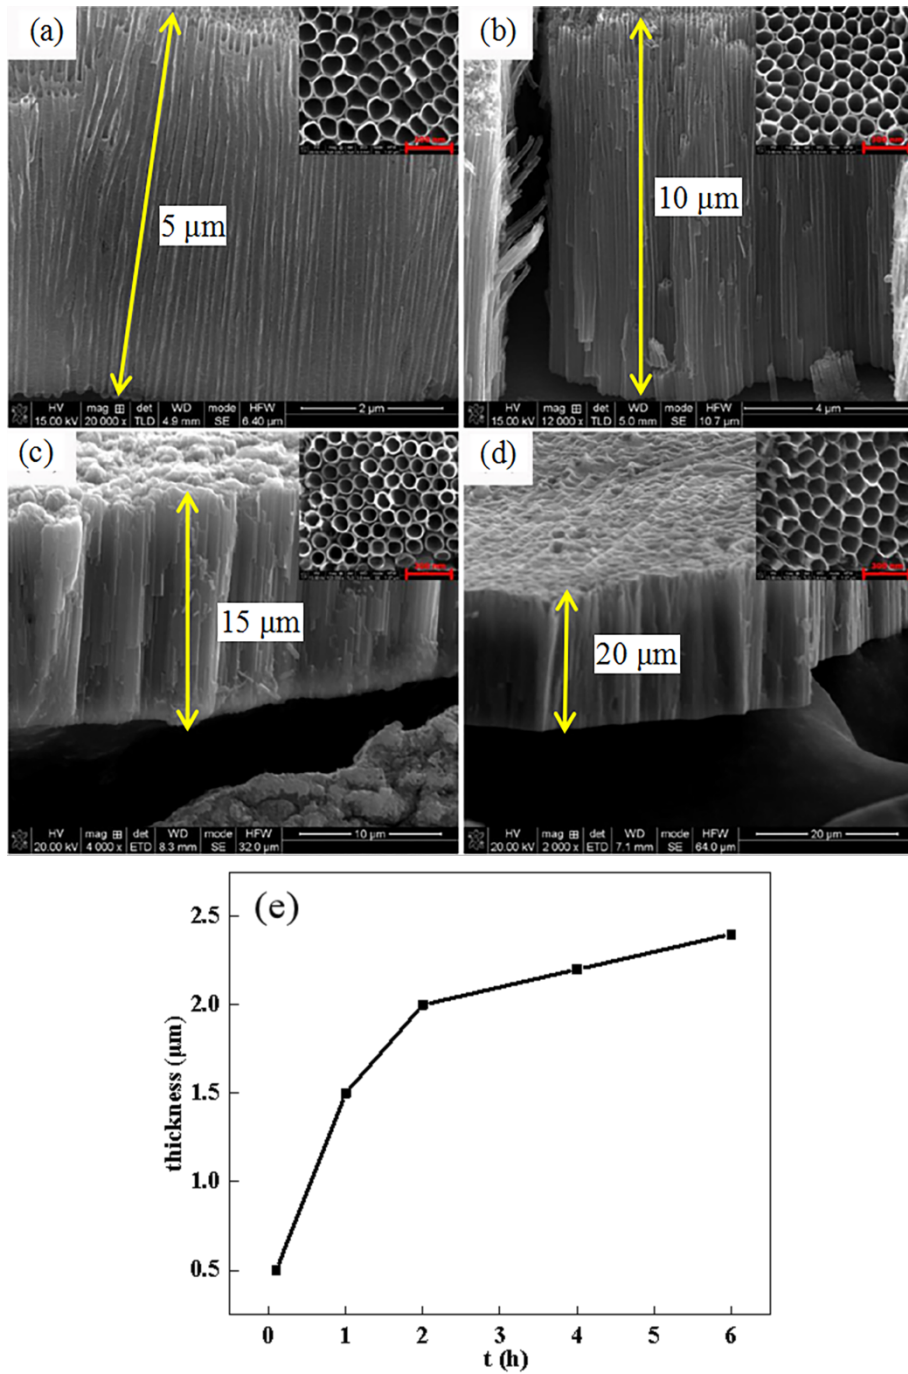 (a)
5 µm
HV mag ⊞ det WD mode HFW 2 µm
15.00 kV 20 000 x TLD 4.9 mm SE 6.40 µm
(b)
10 µm
HV mag ⊞ det WD mode HFW 4 µm
15.00 kV 12 000 x TLD 5.0 mm SE 10.7 µm
(c)
15 µm
HV mag ⊞ det WD mode HFW 10 µm
20.00 kV 4 000 x ETD 8.3 mm SE 32.0 µm
(d)
20 µm
HV mag ⊞ det WD mode HFW 20 µm
20.00 kV 2 000 x ETD 7.1 mm SE 64.0 µm
(e)
thickness (µm)
2.5
2.0
1.5
1.0
0.5
0 1 2 3 4 5 6
t (h)